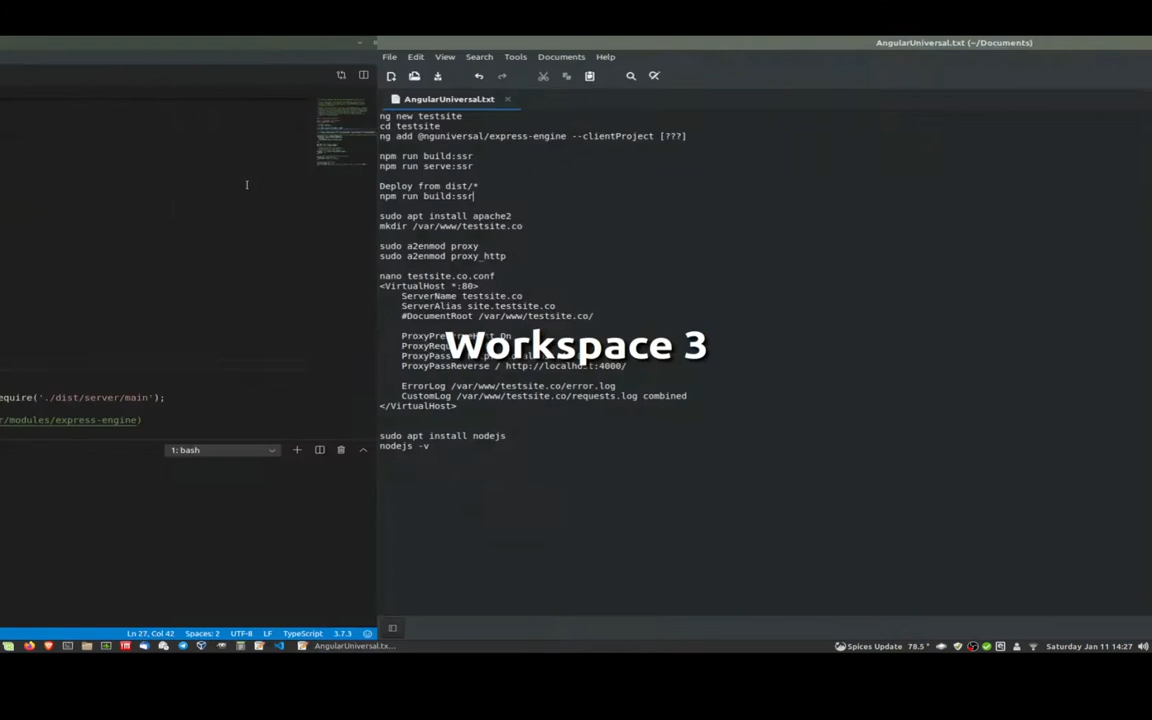 AngularUniversal.txt (~/Documents)
File Edit View Search Tools Documents Help
AngularUniversal.txt
ng new testsite
cd testsite
ng add @nguniversal/express-engine --clientProject [???]
npm run build:ssr
npm run serve:ssr
Deploy from dist/*
npm run build:ssr
sudo apt install apache2
mkdir /var/www/testsite.co
sudo a2enmod proxy
sudo a2enmod proxy_http
nano testsite.co.conf
<VirtualHost *:80>
ServerName testsite.co
ServerAlias site.testsite.co
#DocumentRoot /var/www/testsite.co/
On
Workspace 3
ProxyPassReverse / http://localhost:4000/
ErrorLog /var/www/testsite.co/error.log
CustomLog /var/www/testsite.co/requests.log combined
</VirtualHost>
sudo apt install nodejs
nodejs -v
equire('./dist/server/main');
r/modules/express-engine)
1: bash
Ln 27, Col 42 Spaces: 2 UTF-8 LF TypeScript 3.7.3
AngularUniversal.tx... Spices Update 78.5 ° Saturday Jan 11 14:27